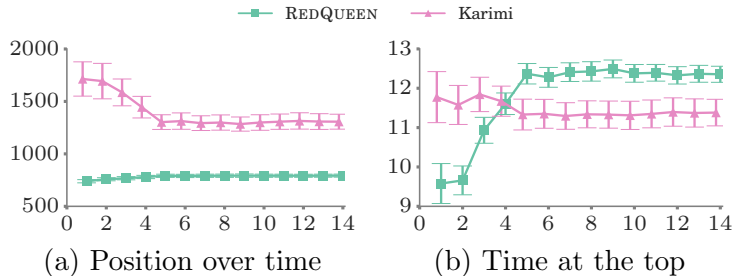 REDQUEEN Karimi
2000
1500
1000
500
0 2 4 6 8 10 12 14
(a) Position over time
13
12
11
10
9
0 2 4 6 8 10 12 14
(b) Time at the top